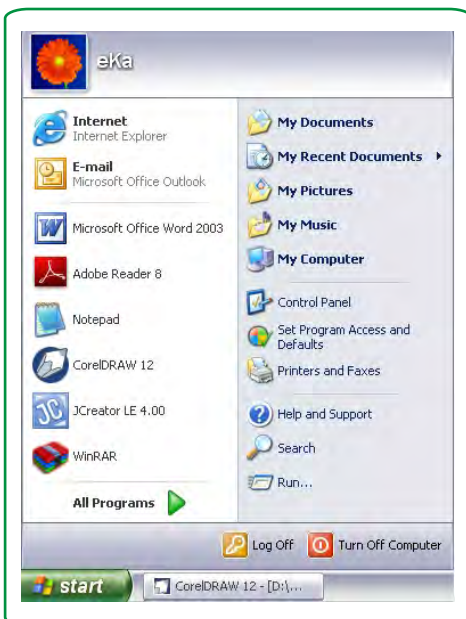 eKa
Internet
Internet Explorer
E-mail
Microsoft Office Outlook
Microsoft Office Word 2003
Adobe Reader 8
Notepad
CorelDRAW 12
JCreator LE 4.00
WinRAR
All Programs
My Documents
My Recent Documents
My Pictures
My Music
My Computer
Control Panel
Set Program Access and
Defaults
Printers and Faxes
Help and Support
Search
Run...
Log Off
Turn Off Computer
start
CorelDRAW 12 - [D:\...